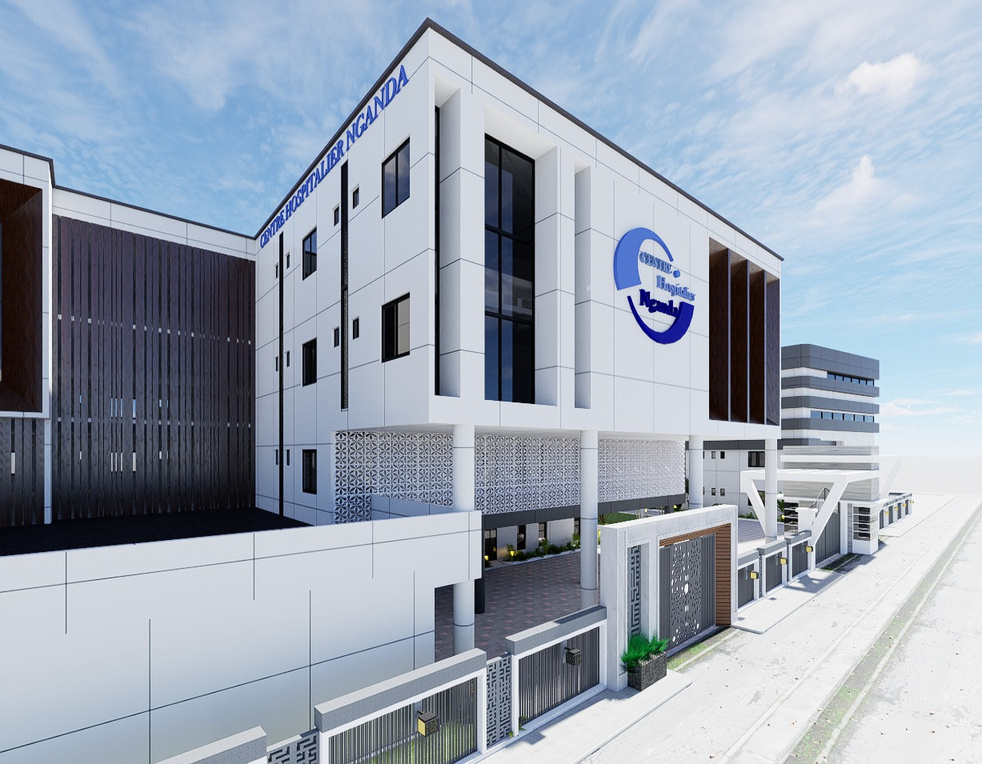 CENTRE HOSPITALIER NGANDA
CENTRE
Hospitalier
Nganda